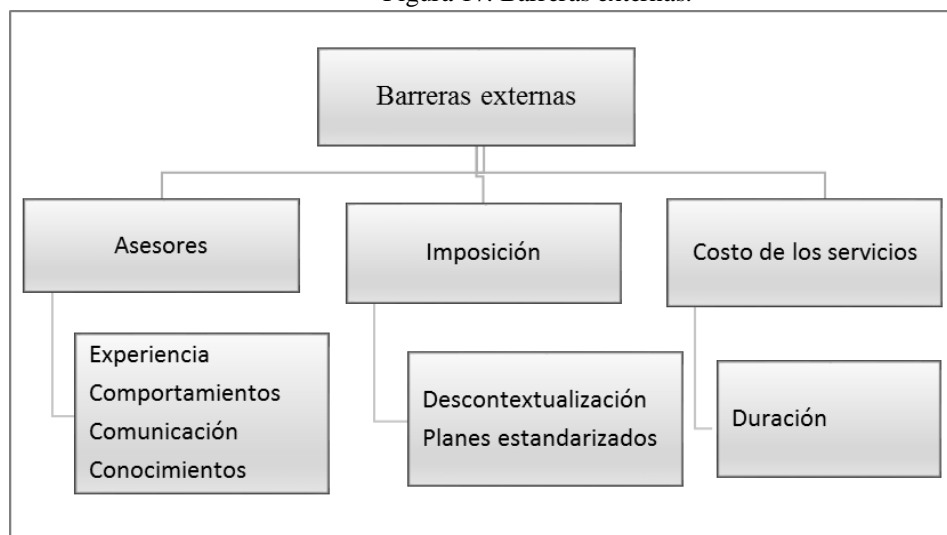 Barreras externas
Asesores
Imposición
Costo de los servicios
Experiencia
Comportamientos
Comunicación
Conocimientos
Descontextualización
Planes estandarizados
Duración